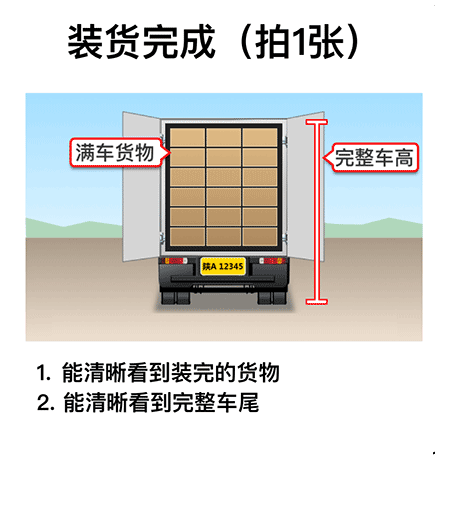 装货完成（拍1张）
满车货物
完整车高
陕A 12345
1. 能清晰看到装完的货物
2. 能清晰看到完整车尾